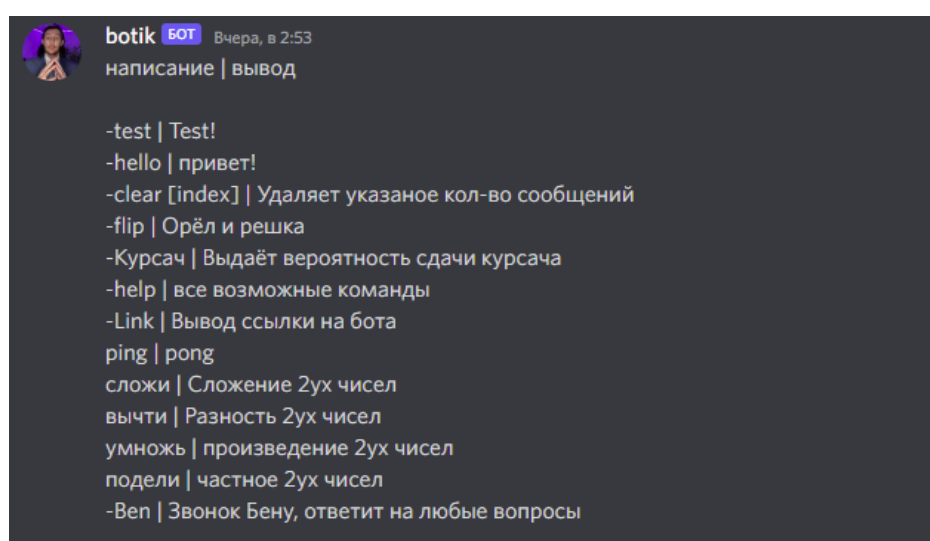 botik БОТ Вчера, в 2:53
написание | вывод
-test | Test!
-hello | привет!
-clear [index] | Удаляет указаное кол-во сообщений
-flip | Орёл и решка
-Курсач | Выдаёт вероятность сдачи курсача
-help | все возможные команды
-Link | Вывод ссылки на бота
ping | pong
сложи | Сложение 2ух чисел
вычти | Разность 2ух чисел
умножь | произведение 2ух чисел
подели | частное 2ух чисел
-Ben | Звонок Бену, ответит на любые вопросы